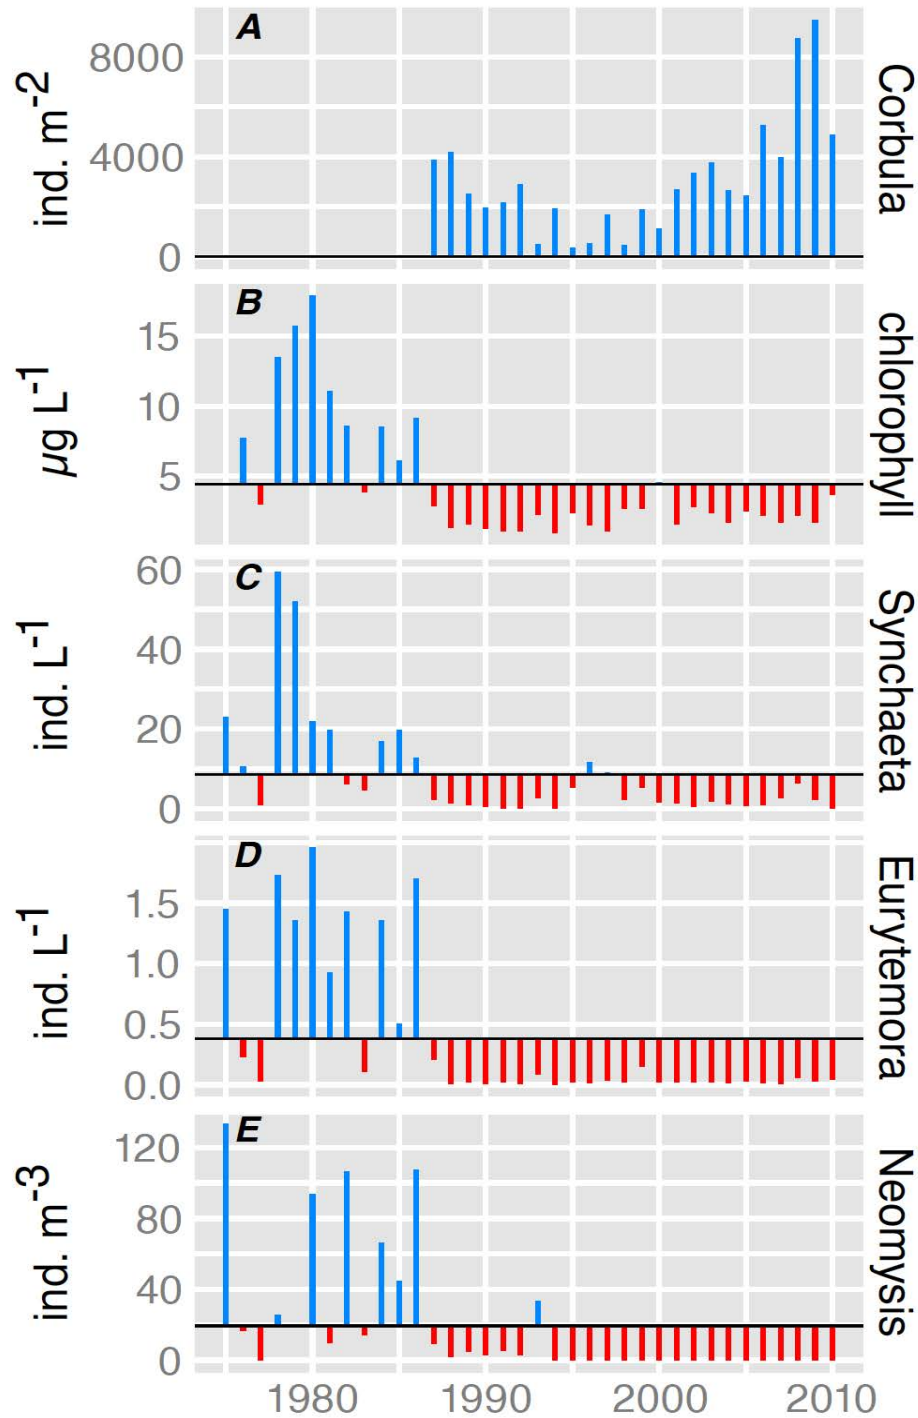 A
ind. m-2
8000
4000
0
Corbula
B
µg L-1
15
10
5
chlorophyll
C
ind. L-1
60
40
20
0
Synchaeta
D
ind. L-1
1.5
1.0
0.5
0.0
Eurytemora
E
ind. m-3
120
80
40
0
Neomysis
1980 1990 2000 2010